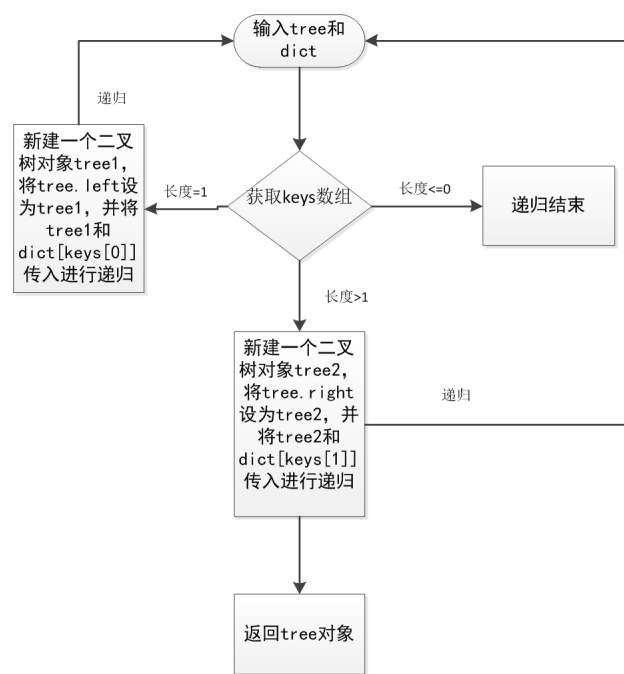 输入tree和
dict
递归
新建一个二叉
树对象tree1,
将tree.left设
为tree1，并将
tree1和
dict[keys[0]]
传入进行递归
长度=1
获取keys数组
长度<=0
递归结束
长度>1
新建一个二叉
树对象tree2,
将tree.right
设为tree2，并
将tree2和
dict[keys[1]]
传入进行递归
递归
返回tree对象